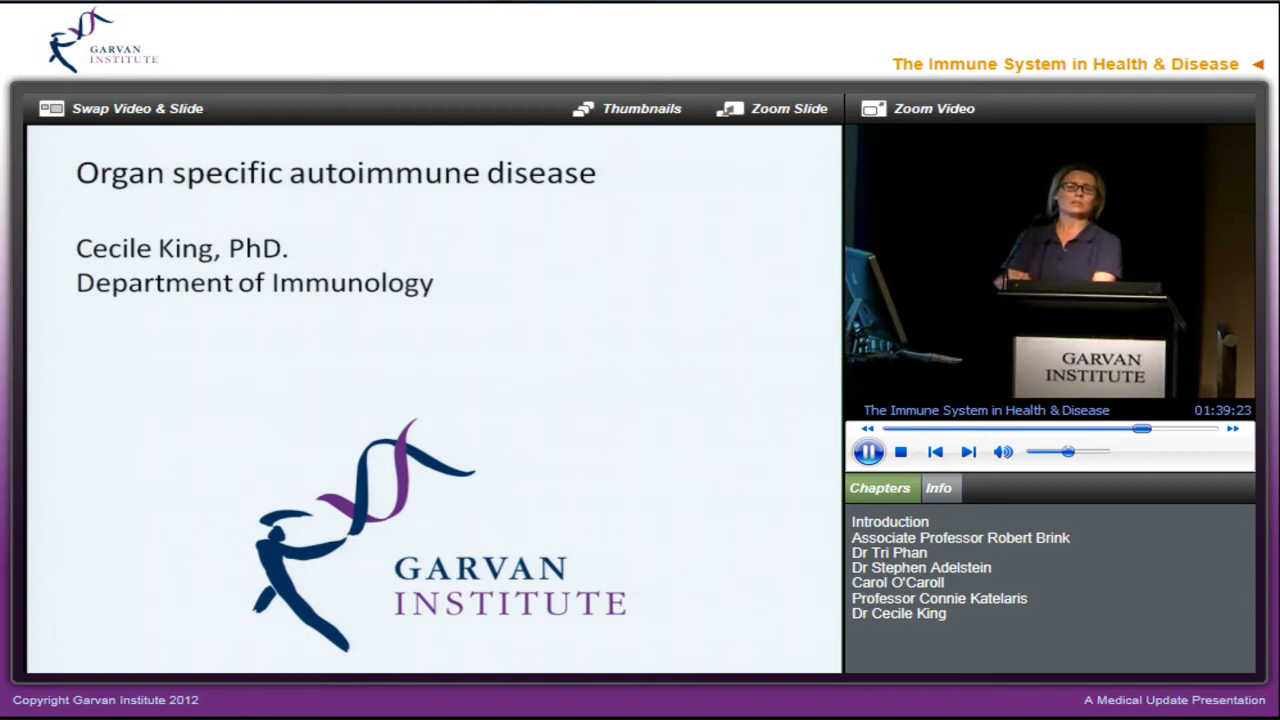 GARVAN
INSTITUTE
The Immune System in Health & Disease
Swap Video & Slide
Thumbnails
Zoom Slide
Zoom Video
Organ specific autoimmune disease
Cecile King, PhD.
Department of Immunology
GARVAN
INSTITUTE
GARVAN
INSTITUTE
The Immune System in Health & Disease
01:39:23
Chapters
Info
Introduction
Associate Professor Robert Brink
Dr Tri Phan
Dr Stephen Adelstein
Carol O'Caroll
Professor Connie Katelaris
Dr Cecile King
Copyright Garvan Institute 2012
A Medical Update Presentation